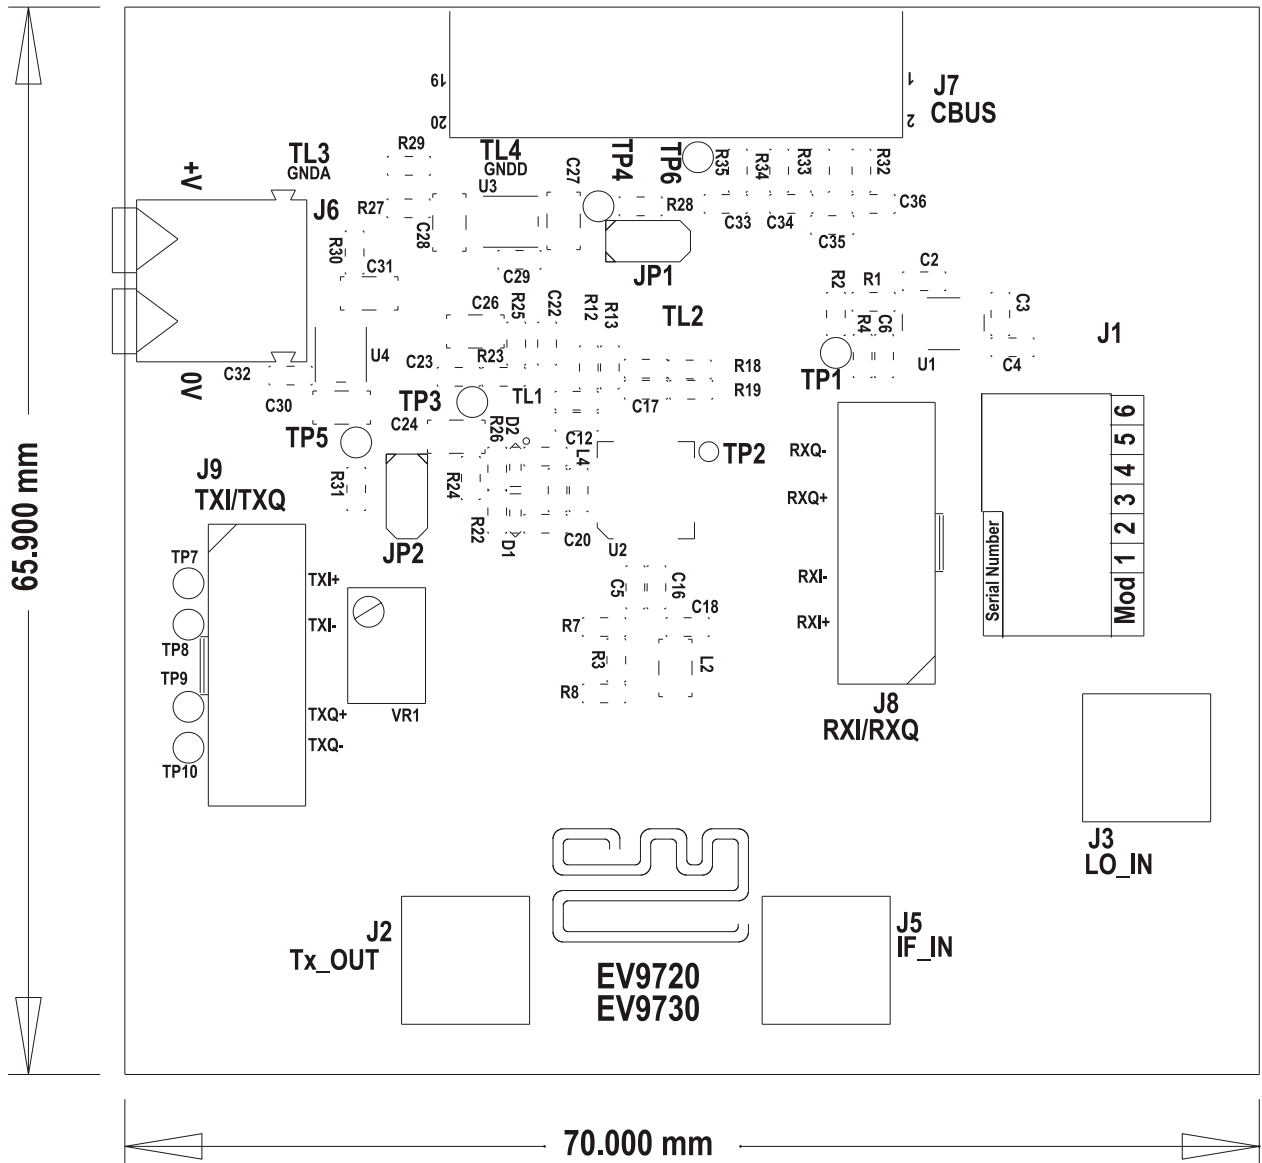 19
1
J7
CBUS
20
2
R29
TL3
GNDA
TL4
GNDD
U3
C27
TP4
TP6
R35
R34
R33
R32
+V
R27
C28
J6
R28
C33
C34
C36
C35
R30
C31
C29
JP1
C2
R2
R1
C3
C26
R25
C22
R12
R13
TL2
R4
C6
J1
U4
C23
R23
R18
TP1
U1
C4
C32
0V
C30
TP3
TL1
C17
R19
TP5
C24
R26
D2
C12
L4
TP2
RXQ-
J9
TXI/TXQ
R31
R24
RXQ+
R22
D1
C20
U2
JP2
Serial Number
Mod 1 2 3 4 5 6
TP7
TXI+
C5
C16
RXI-
TXI-
R7
C18
RXI+
TP8
TP9
R3
L2
R8
TXQ+
VR1
J8
RXI/RXQ
TXQ-
TP10
J3
LO_IN
J2
Tx_OUT
J5
IF_IN
EV9720
EV9730
65.900 mm
70.000 mm